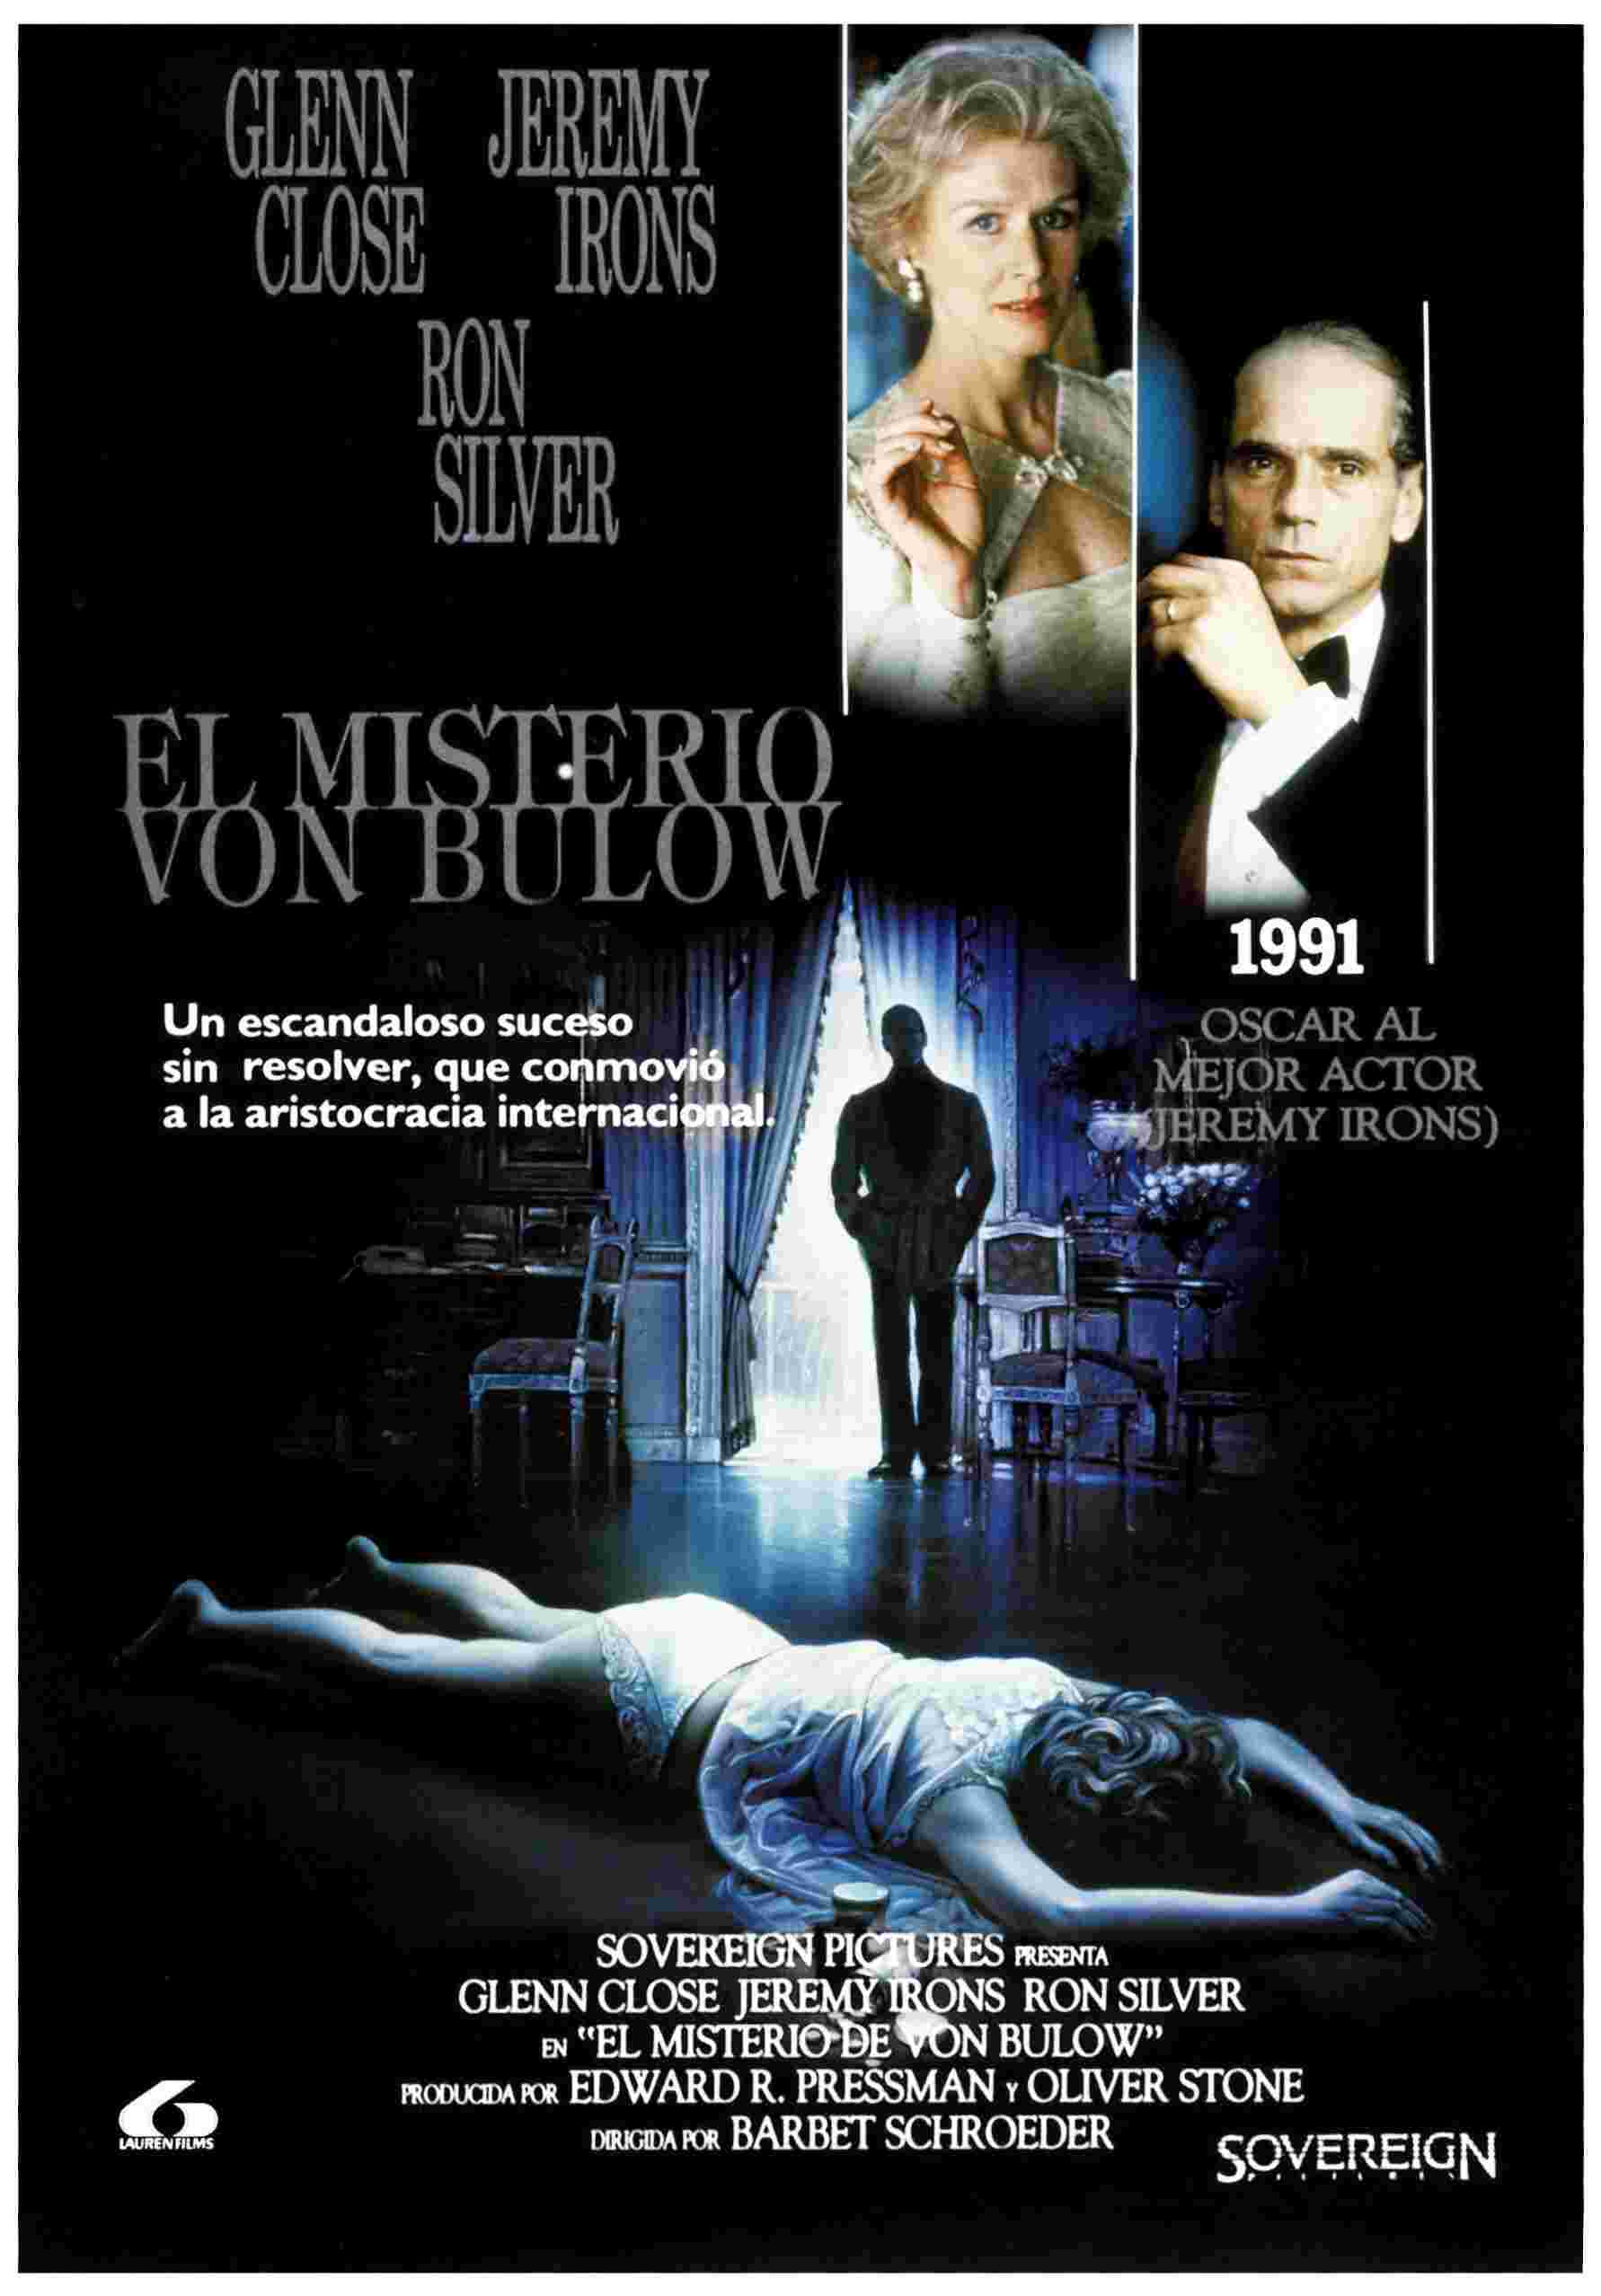 GLENN JEREMY
CLOSE IRONS
RON
SILVER
EL MISTERIO
VON BULOW
1991
Un escandaloso suceso
sin resolver, que conmovió
a la aristocracia internacional.
OSCAR AL
MEJOR ACTOR
(JEREMY IRONS)
SOVEREIGN PICTURES PRESENTA
GLENN CLOSE JEREMY IRONS RON SILVER
EN "EL MISTERIO DE VON BULOW"
PRODUCIDA POR EDWARD R. PRESSMAN Y OLIVER STONE
DIRIGIDA POR BARBET SCHROEDER
LAUREN FILMS
SOVEREIGN